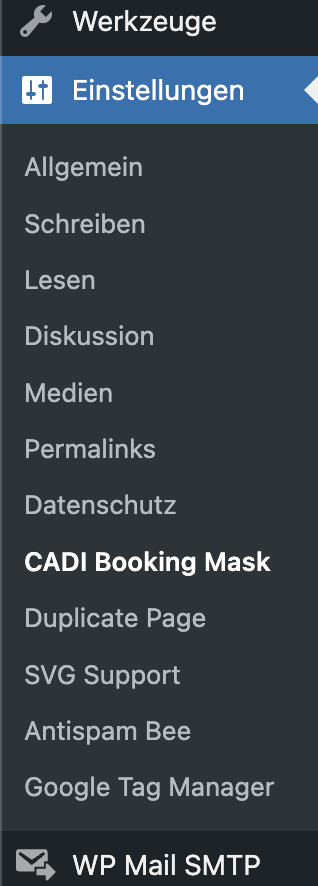 Werkzeuge
Einstellungen
Allgemein
Schreiben
Lesen
Diskussion
Medien
Permalinks
Datenschutz
CADI Booking Mask
Duplicate Page
SVG Support
Antispam Bee
Google Tag Manager
WP Mail SMTP